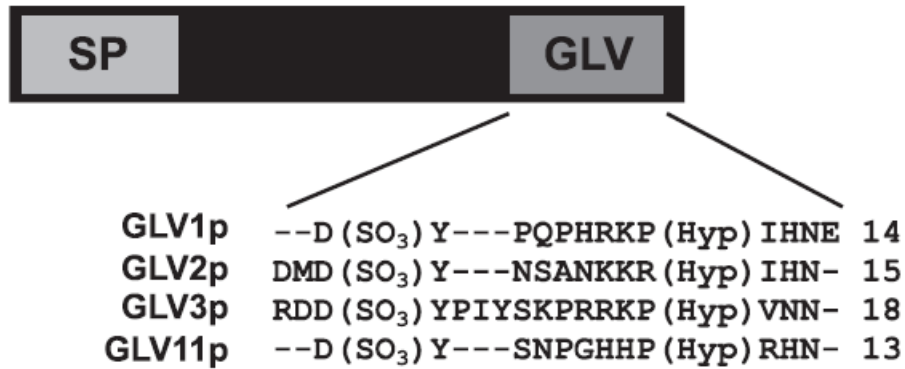 SP GLV
GLV1p --D(SO₃)Y---PQPHRKP(Hyp)IHNE 14
GLV2p DMD(SO₃)Y---NSANKKR(Hyp)IHN- 15
GLV3p RDD(SO₃)YPIYSKPRRKP(Hyp)VNN- 18
GLV11p --D(SO₃)Y---SNPGHHP(Hyp)RHN- 13